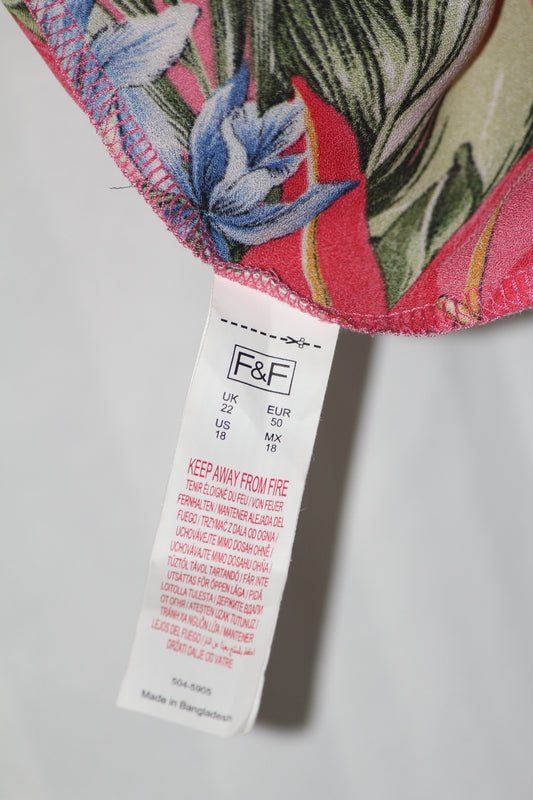 F&F
UK EUR
22 50
US MX
18 18
KEEP AWAY FROM FIRE
TENIR ÉLOIGNÉ DU FEU / VON FEUER
FERNHALTEN / MANTENER ALEJADA DEL
FUEGO / TRZYMAĆ Z DALA OD OGNIA /
UCHOVÁVEJTE MIMO DOSAH OHNĚ /
UCHOVÁVAJTE MIMO DOSAHU OHŇA /
TŰZTŐL TÁVOL TARTANDÓ / FÅR INTE
UTSÄTTAS FÖR ÖPPEN LÅGA / PIDÄ
LOITOLLA TULESTA / ДЕРЖИТЕ ВДАЛИ
ОТ ОГНЯ / ATEŞTEN UZAK TUTUNUZ /
TRÁNH XA NGUỒN LỬA / MANTENER
LEJOS DEL FUEGO /
DRŽATI DALJE OD VATRE
504-5905
Made in Bangladesh